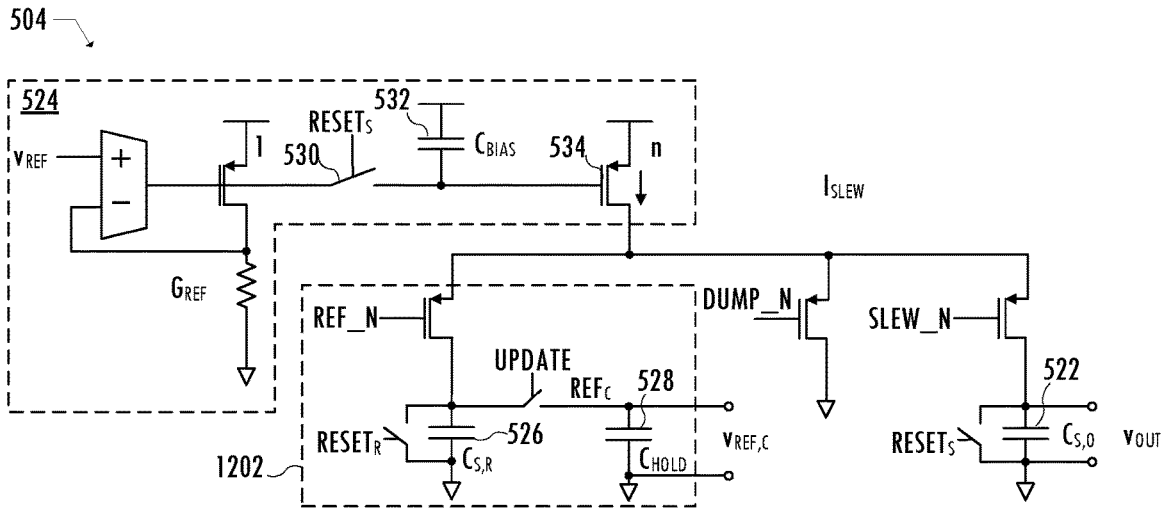 504
524
532
RESETS
CBIAS
1
530
534
n
VREF
+
−
ISLEW
GREF
REF_N
DUMP_N
SLEW_N
UPDATE
REFC
528
522
RESETR
526
CS,R
CHOLD
VREF,C
RESETS
CS,O
VOUT
1202